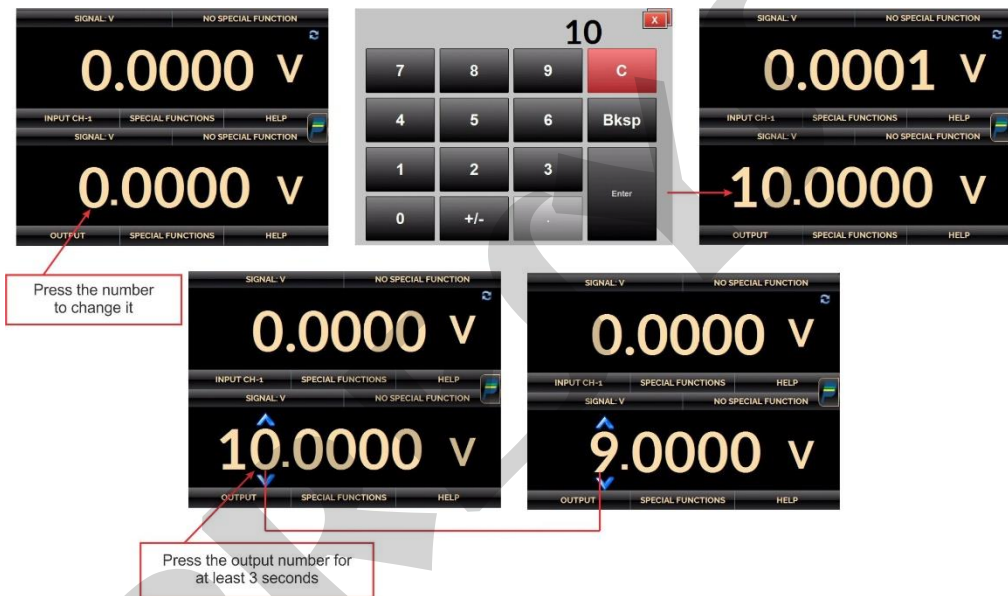 SIGNAL: V NO SPECIAL FUNCTION
0.0000 V
INPUT CH-1 SPECIAL FUNCTIONS HELP
SIGNAL: V NO SPECIAL FUNCTION
0.0000 V
OUTPUT SPECIAL FUNCTIONS HELP
Press the number
to change it
X
10
7 8 9 C
4 5 6 Bksp
1 2 3
Enter
0 +/- .
SIGNAL: V NO SPECIAL FUNCTION
0.0001 V
INPUT CH-1 SPECIAL FUNCTIONS HELP
SIGNAL: V NO SPECIAL FUNCTION
10.0000 V
OUTPUT SPECIAL FUNCTIONS HELP
SIGNAL: V NO SPECIAL FUNCTION
0.0000 V
INPUT CH-1 SPECIAL FUNCTIONS HELP
SIGNAL: V NO SPECIAL FUNCTION
10.0000 V
OUTPUT SPECIAL FUNCTIONS HELP
Press the output number for
at least 3 seconds
SIGNAL: V NO SPECIAL FUNCTION
0.0000 V
INPUT CH-1 SPECIAL FUNCTIONS HELP
SIGNAL: V NO SPECIAL FUNCTION
9.0000 V
OUTPUT SPECIAL FUNCTIONS HELP